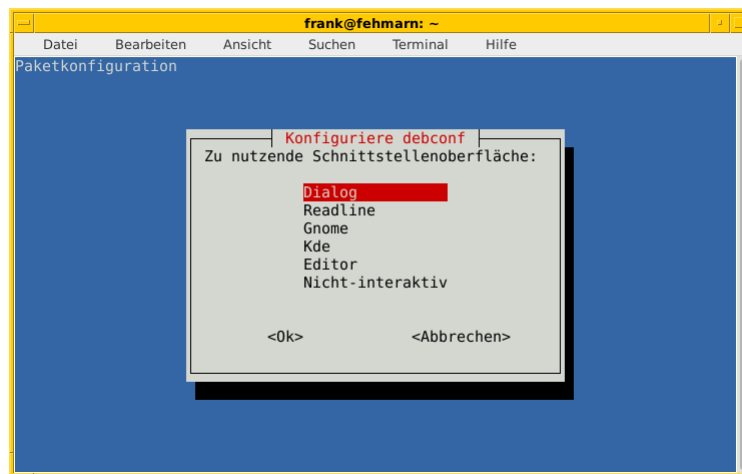 frank@fehmarn: ~
Datei Bearbeiten Ansicht Suchen Terminal Hilfe
Paketkonfiguration
Konfiguriere debconf
Zu nutzende Schnittstellenoberfläche:
Dialog
Readline
Gnome
Kde
Editor
Nicht-interaktiv
<Ok> <Abbrechen>